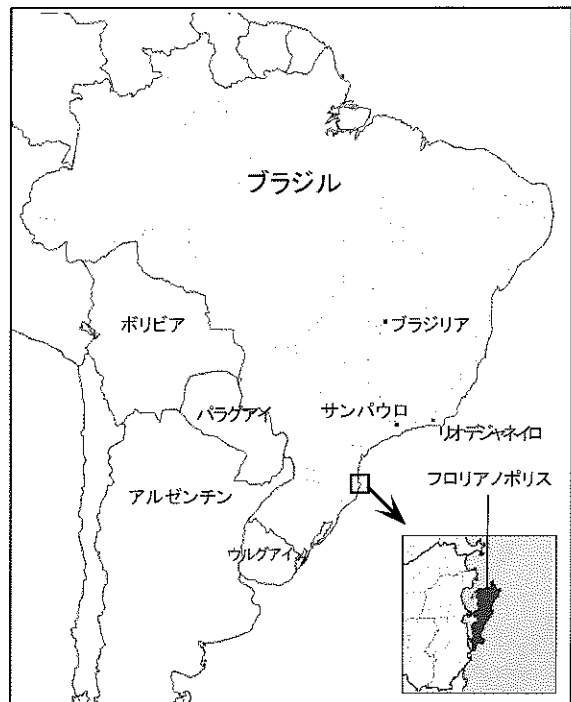 ブラジル
ボリビア
ブラジリア
パラグアイ
サンパウロ
リオデジャネイロ
アルゼンチン
フロリアノポリス
ウルグアイ